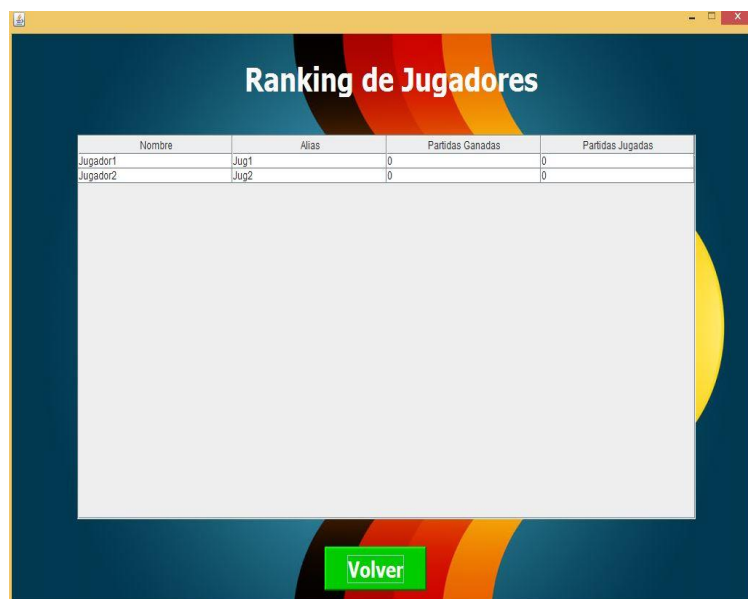 Ranking de Jugadores
Nombre Alias Partidas Ganadas Partidas Jugadas
Jugador1 Jug1 0 0
Jugador2 Jug2 0 0
Volver